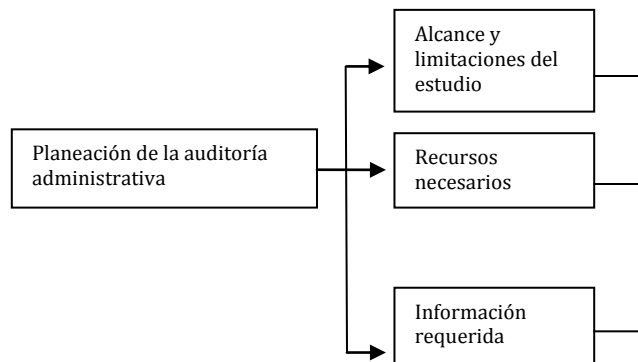 Alcance y
limitaciones del
estudio
Planeación de la auditoría
administrativa
Recursos
necesarios
Información
requerida